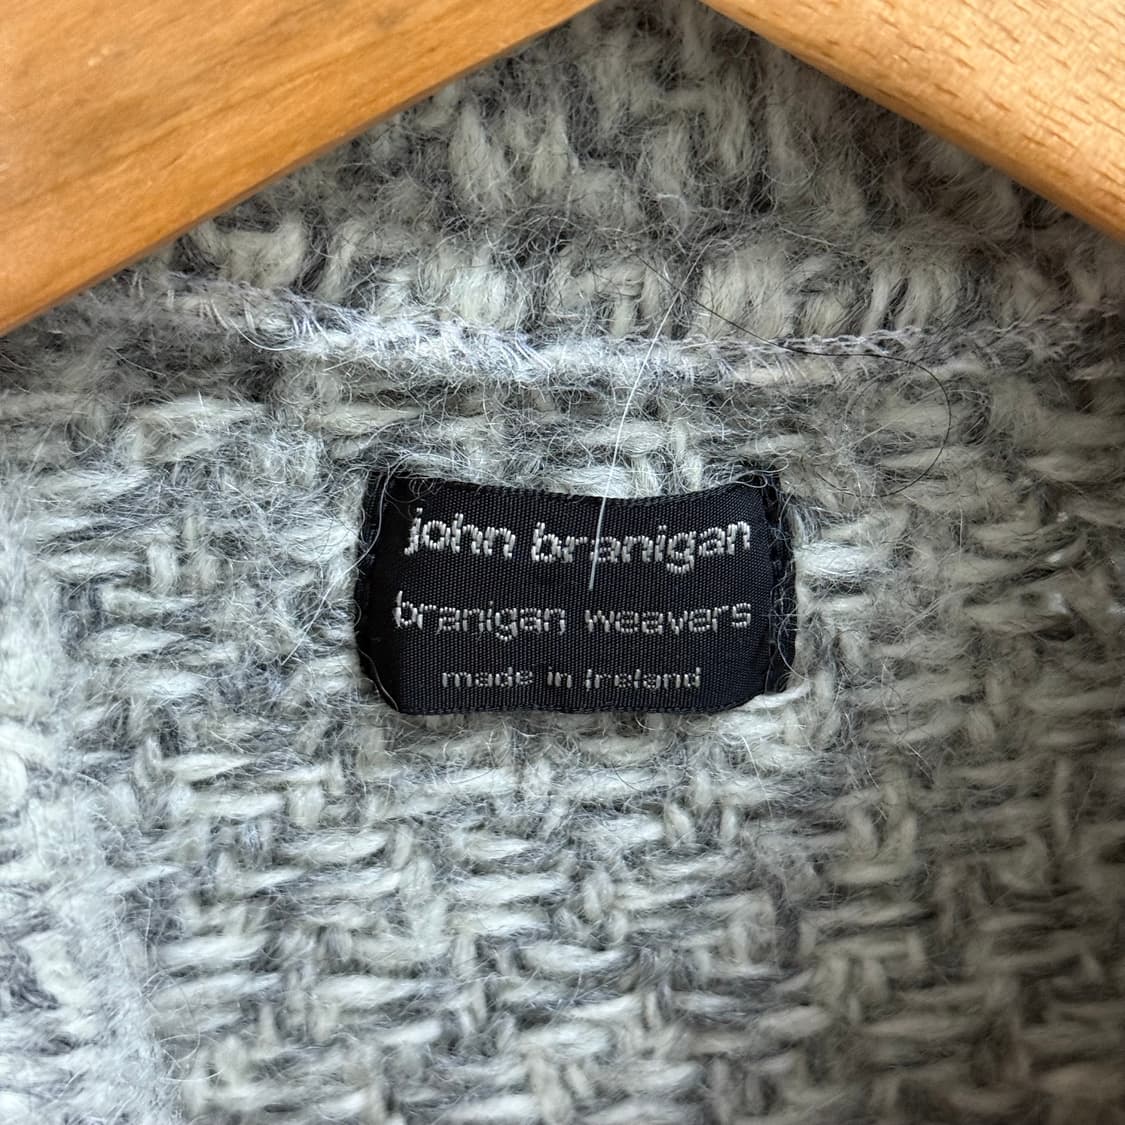 john branigan
branigan weavers
made in Ireland